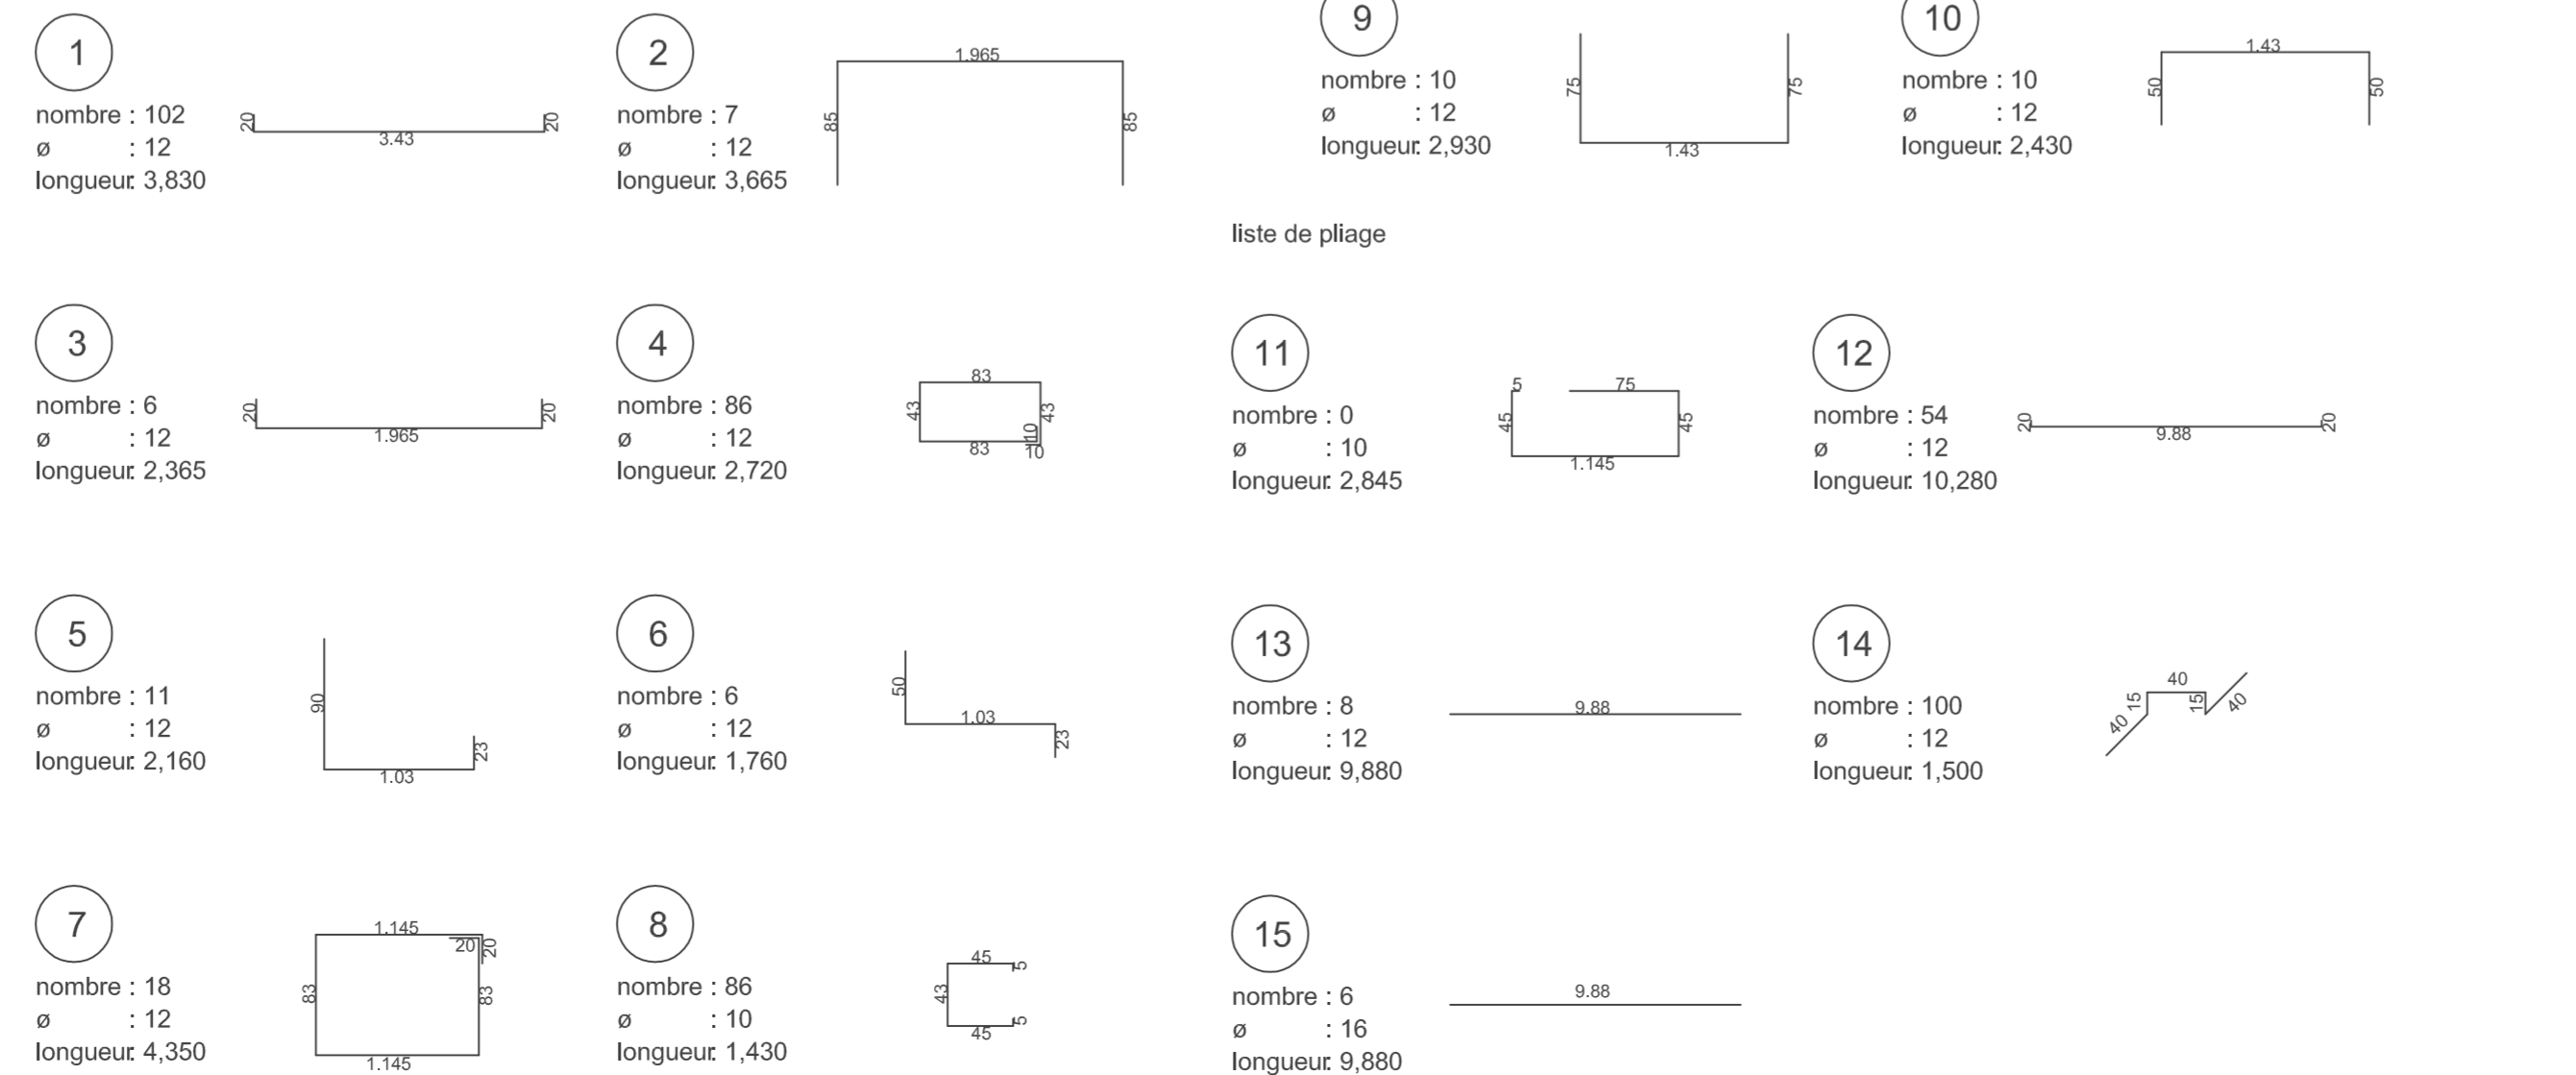 1
nombre : 102
ø : 12
longueur: 3,830
20
3.43
20
2
nombre : 7
ø : 12
longueur: 3,665
1.965
85
85
9
nombre : 10
ø : 12
longueur: 2,930
75
75
1.43
10
nombre : 10
ø : 12
longueur: 2,430
1.43
50
50
liste de pliage
3
nombre : 6
ø : 12
longueur: 2,365
20
1.965
20
4
nombre : 86
ø : 12
longueur: 2,720
83
43
43
10
83
10
11
nombre : 0
ø : 10
longueur: 2,845
5
75
45
45
1.145
12
nombre : 54
ø : 12
longueur: 10,280
20
9.88
20
5
nombre : 11
ø : 12
longueur: 2,160
90
23
1.03
6
nombre : 6
ø : 12
longueur: 1,760
50
1.03
23
13
nombre : 8
ø : 12
longueur: 9,880
9.88
14
nombre : 100
ø : 12
longueur: 1,500
40
15
15
40
40
7
nombre : 18
ø : 12
longueur: 4,350
1.145
20
20
83
83
1.145
8
nombre : 86
ø : 10
longueur: 1,430
45
5
43
5
45
15
nombre : 6
ø : 16
longueur: 9,880
9.88